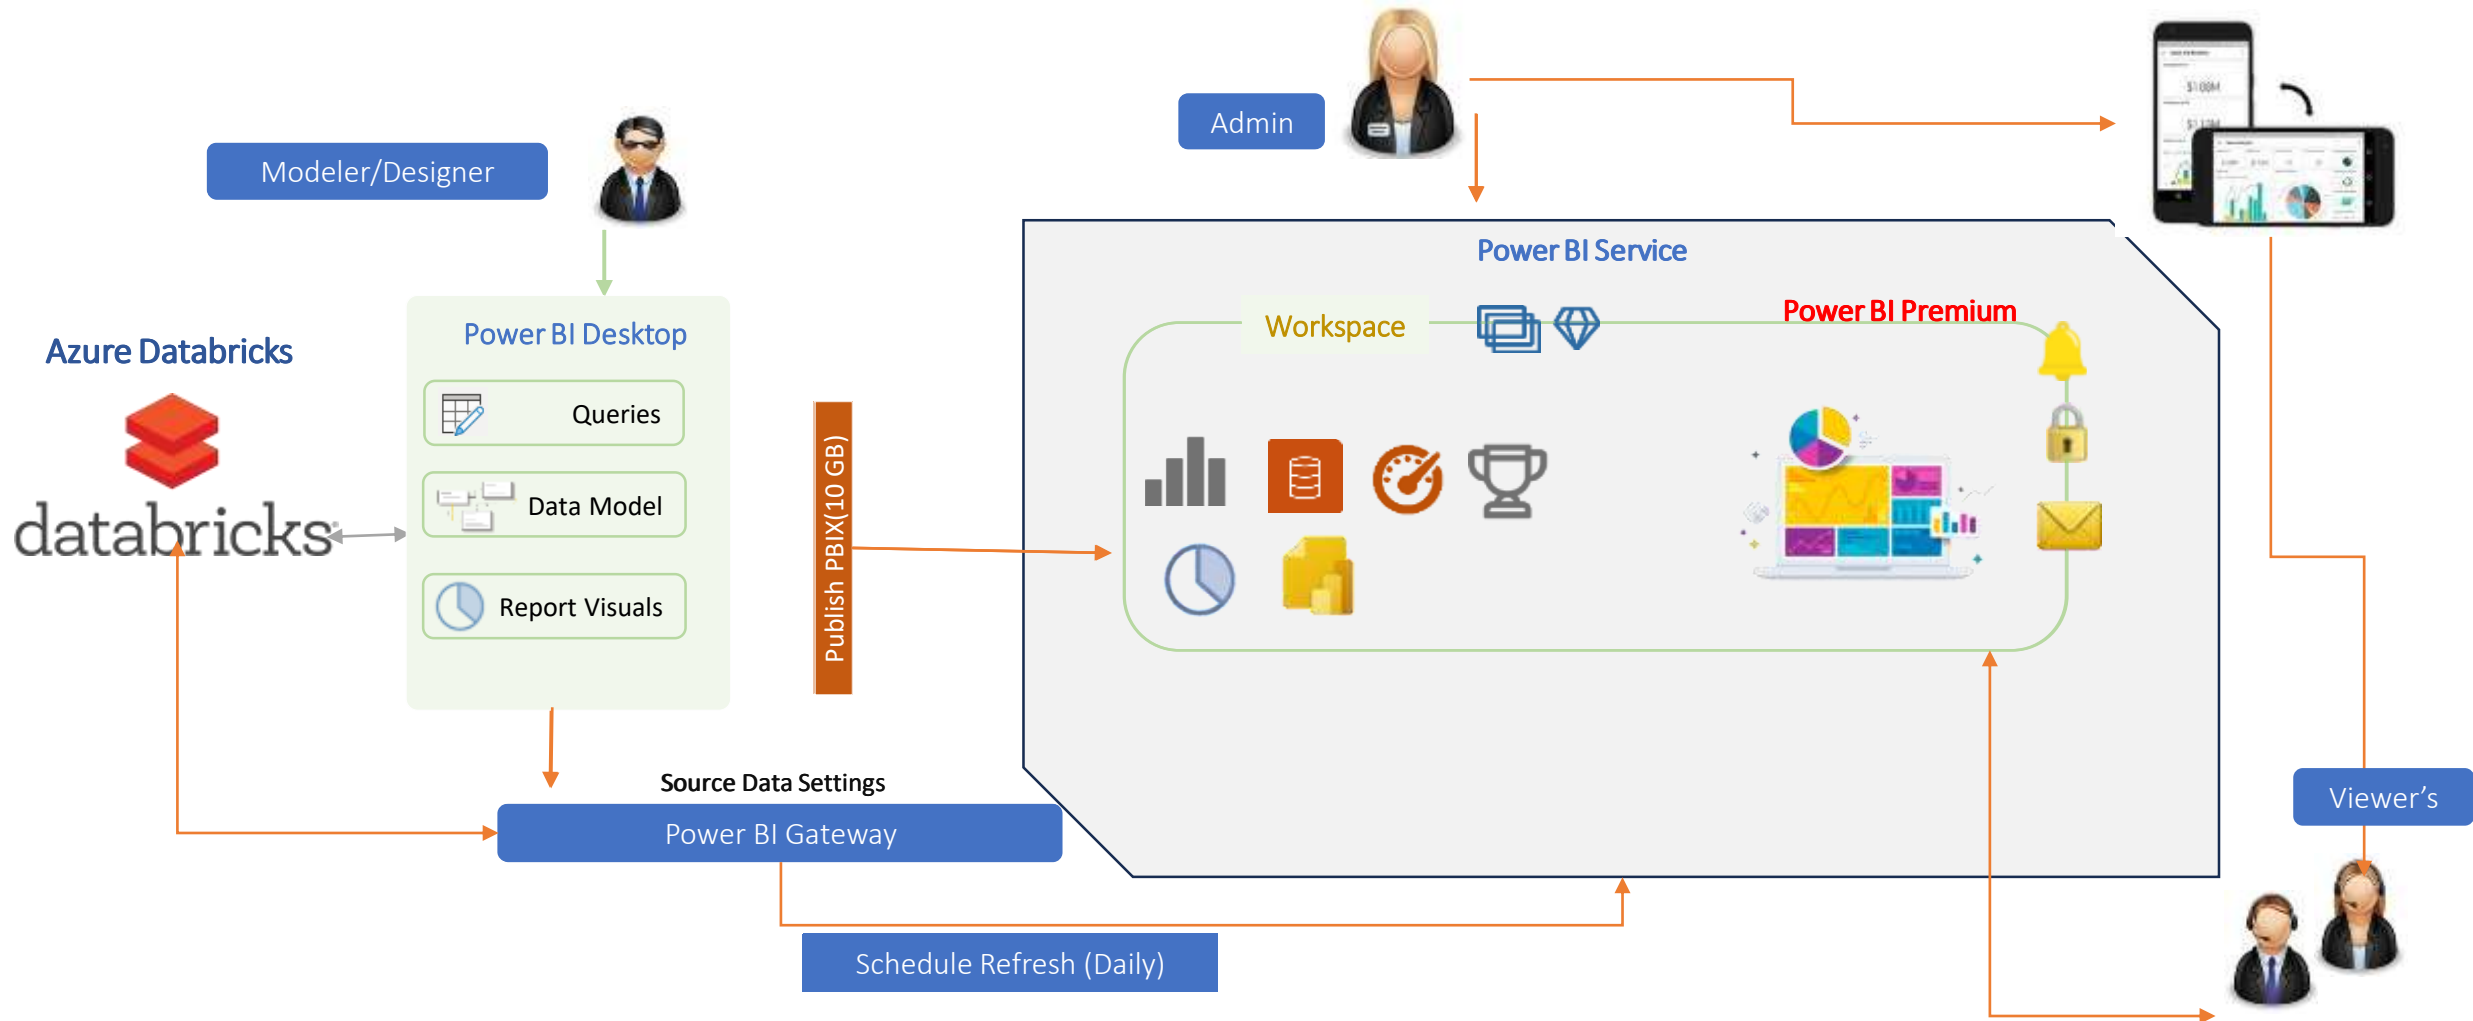 Admin
Modeler/Designer
Power BI Service
Power BI Premium
Workspace
Power BI Desktop
Azure Databricks
Queries
Data Model
Report Visuals
databricks
Publish PBIX(10 GB)
Source Data Settings
Power BI Gateway
Viewer’s
Schedule Refresh (Daily)